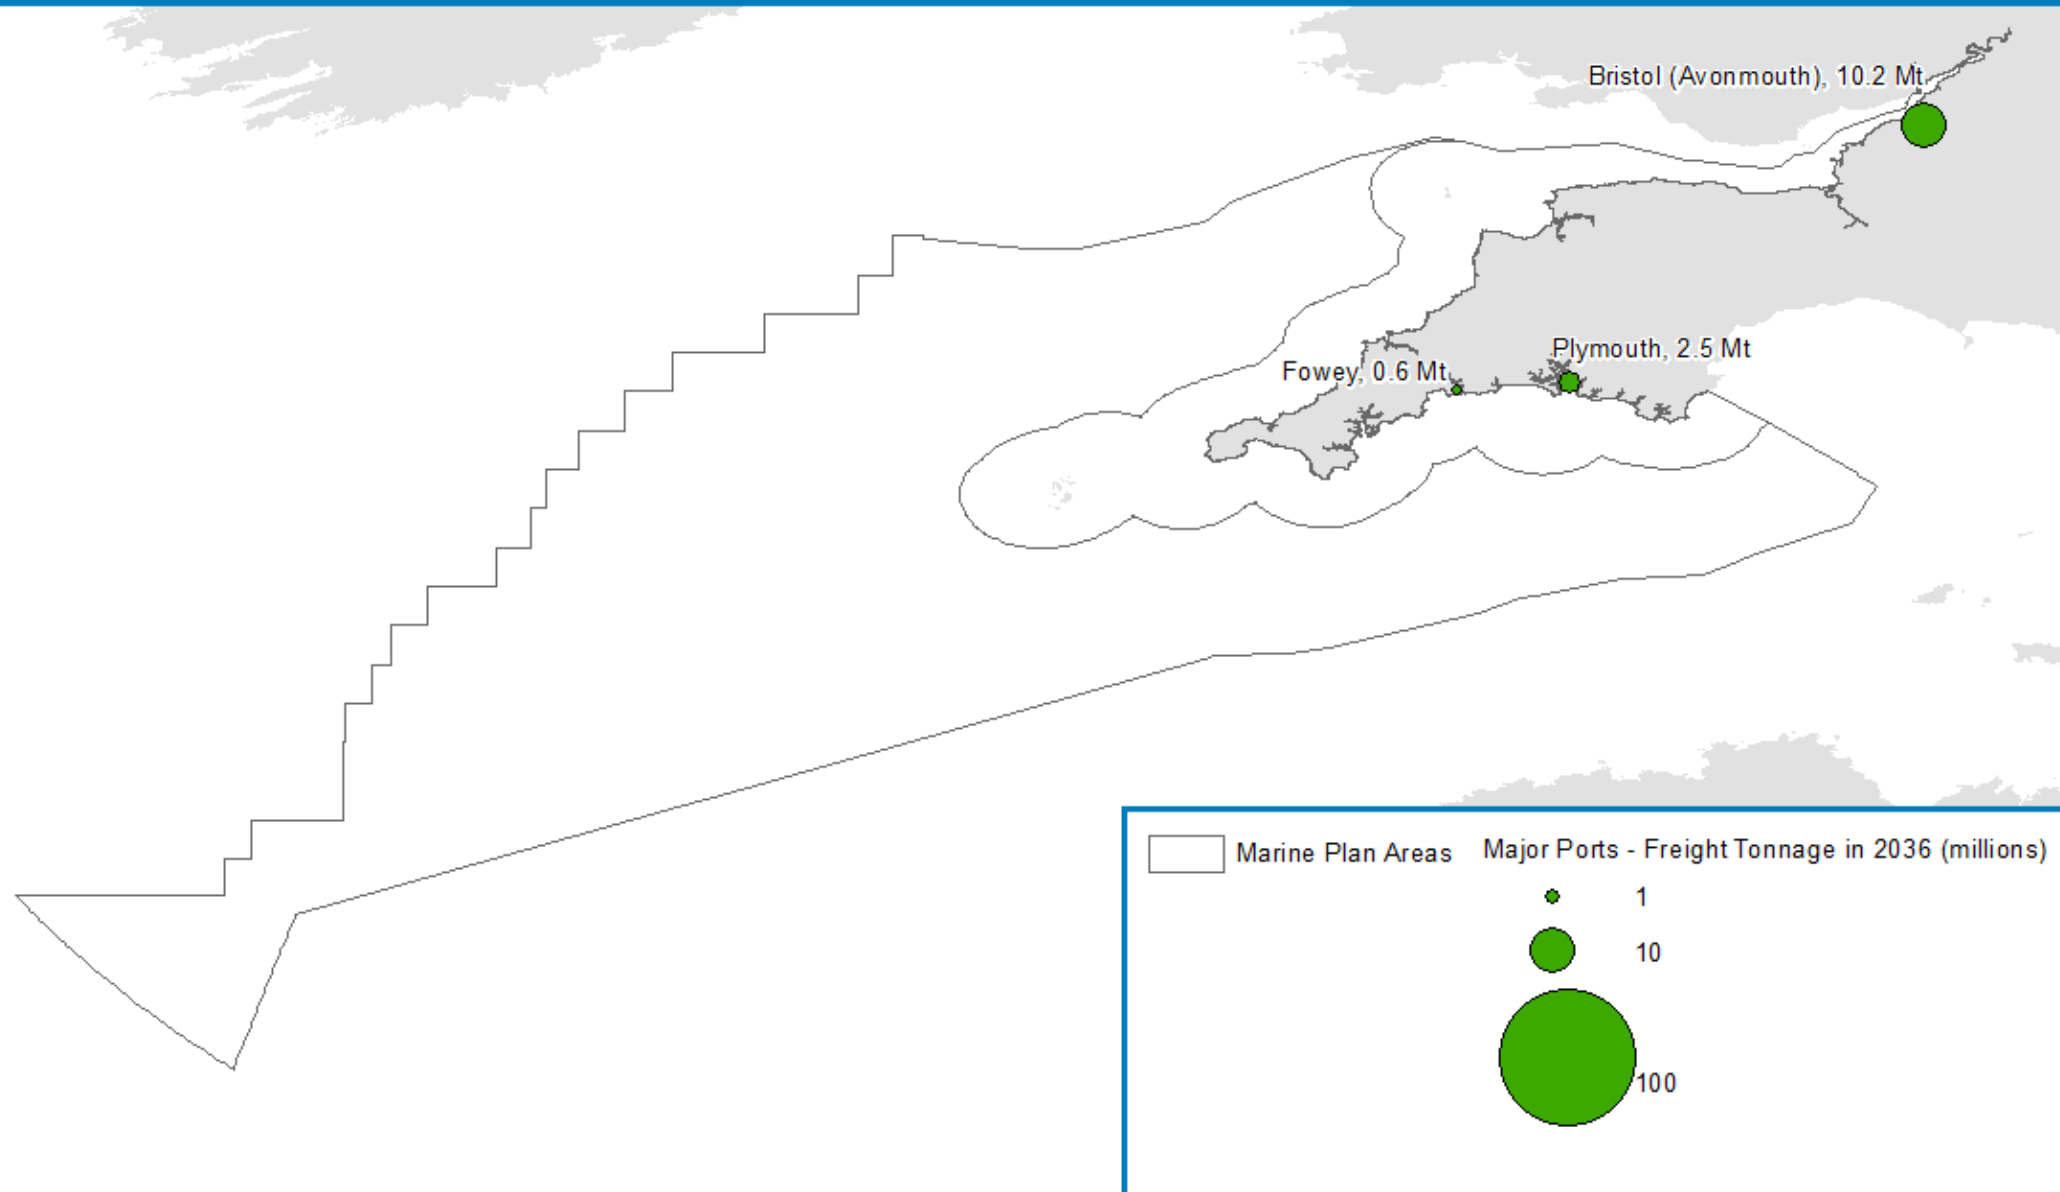 Bristol (Avonmouth), 10.2 Mt
Plymouth, 2.5 Mt
Fowey, 0.6 Mt
Marine Plan Areas
Major Ports - Freight Tonnage in 2036 (millions)
1
10
100